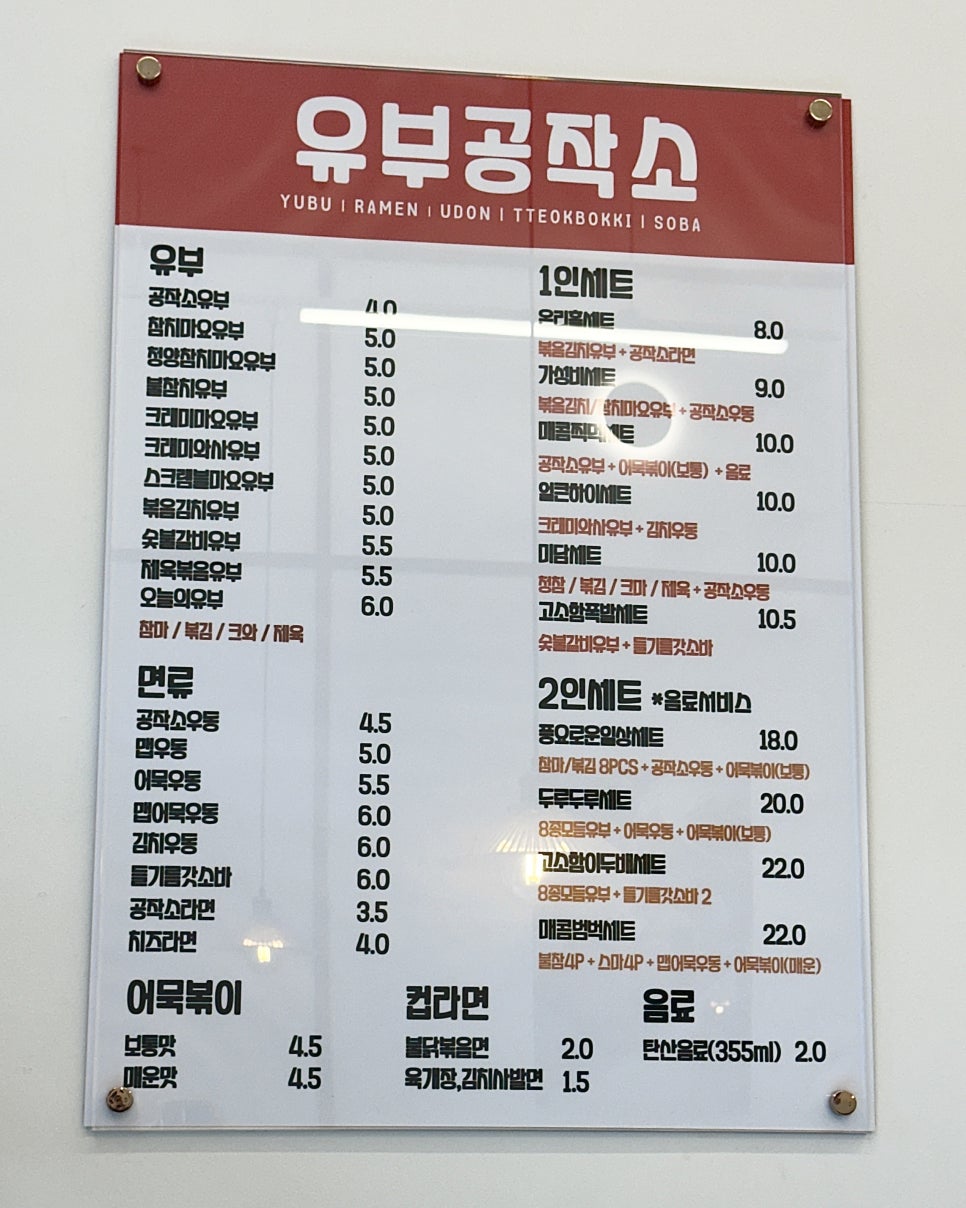 유부공작소
YUBU | RAMEN | UDON | TTEOKBOKKI | SOBA
유부
공작소유부 4.0
참치마요유부 5.0
청양참치마요유부 5.0
불참치유부 5.0
크래미마요유부 5.0
크래미와사유부 5.0
스크램블마요유부 5.0
볶음김치유부 5.0
숯불갈비유부 5.5
제육볶음유부 5.5
오늘의유부 6.0
참마 / 볶김 / 크와 / 제육
면류
공작소우동 4.5
맵우동 5.0
어묵우동 5.5
맵어묵우동 6.0
김치우동 6.0
들기름갓소바 6.0
공작소라면 3.5
치즈라면 4.0
어묵볶이
보통맛 4.5
매운맛 4.5
컵라면
불닭볶음면 2.0
육개장,김치사발면 1.5
음료
탄산음료(355ml) 2.0
1인세트
우리홈세트 8.0
볶음김치유부 + 공작소라면
가성비세트 9.0
볶음김치/참치마요유부 + 공작소우동
매콤적먹세트 10.0
공작소유부 + 어묵볶이(보통) + 음료
얼큰하이세트 10.0
크래미와사유부 + 김치우동
미담세트 10.0
청참 / 볶김 / 크마 / 제육 + 공작소우동
고소함폭발세트 10.5
숯불갈비유부 + 들기름갓소바
2인세트 *음료서비스
풍요로운일상세트 18.0
참마/볶김 8PCS + 공작소우동 + 어묵볶이(보통)
두루두루세트 20.0
8종모듬유부 + 어묵우동 + 어묵볶이(보통)
고소함이두배세트 22.0
8종모듬유부 + 들기름갓소바 2
매콤범벅세트 22.0
불참4P + 스마4P + 맵어묵우동 + 어묵볶이(매운)